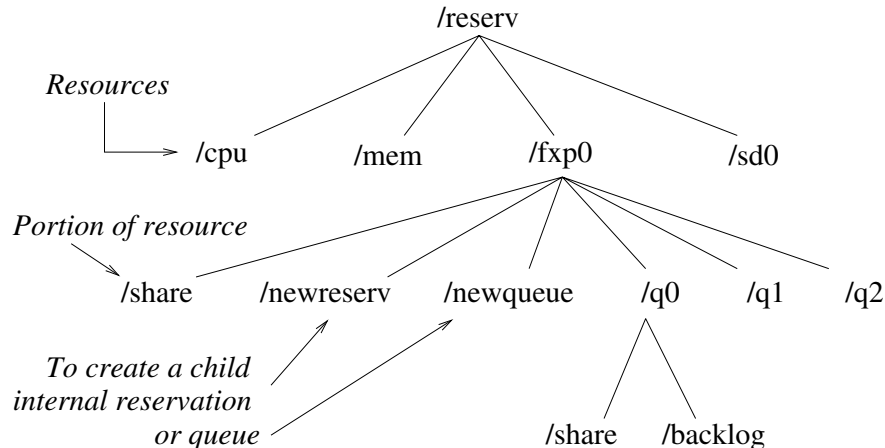 /reserv
Resources
/cpu /mem /fxp0 /sd0
Portion of resource
/share /newreserv /newqueue /q0 /q1 /q2
To create a child
internal reservation
or queue
/share /backlog